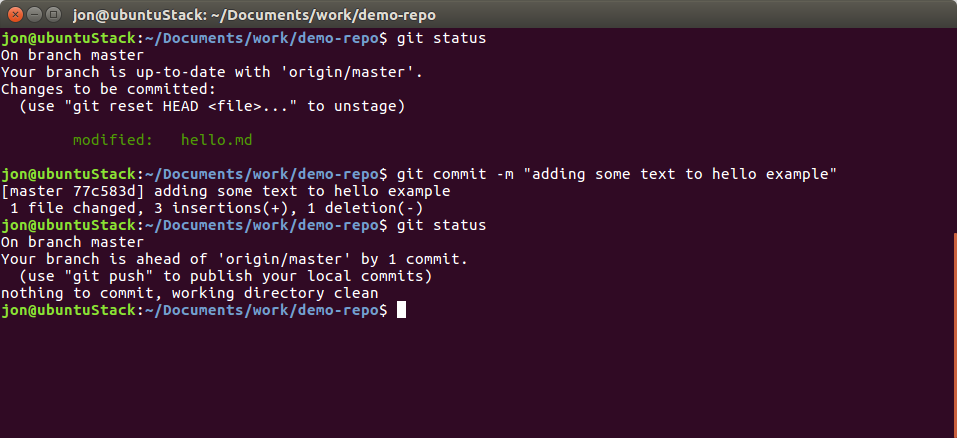 jon@ubuntuStack: ~/Documents/work/demo-repo
jon@ubuntuStack:~/Documents/work/demo-repo$ git status
On branch master
Your branch is up-to-date with 'origin/master'.
Changes to be committed:
  (use "git reset HEAD <file>..." to unstage)

        modified:   hello.md

jon@ubuntuStack:~/Documents/work/demo-repo$ git commit -m "adding some text to hello example"
[master 77c583d] adding some text to hello example
 1 file changed, 3 insertions(+), 1 deletion(-)
jon@ubuntuStack:~/Documents/work/demo-repo$ git status
On branch master
Your branch is ahead of 'origin/master' by 1 commit.
  (use "git push" to publish your local commits)
nothing to commit, working directory clean
jon@ubuntuStack:~/Documents/work/demo-repo$